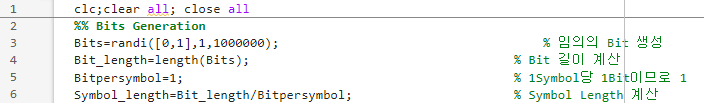 1 clc;clear all; close all
2 %% Bits Generation
3 Bits=randi([0,1],1,1000000); % 임의의 Bit 생성
4 Bit_length=length(Bits); % Bit 길이 계산
5 Bitpersymbol=1; % 1Symbol당 1Bit이므로 1
6 Symbol_length=Bit_length/Bitpersymbol; % Symbol Length 계산